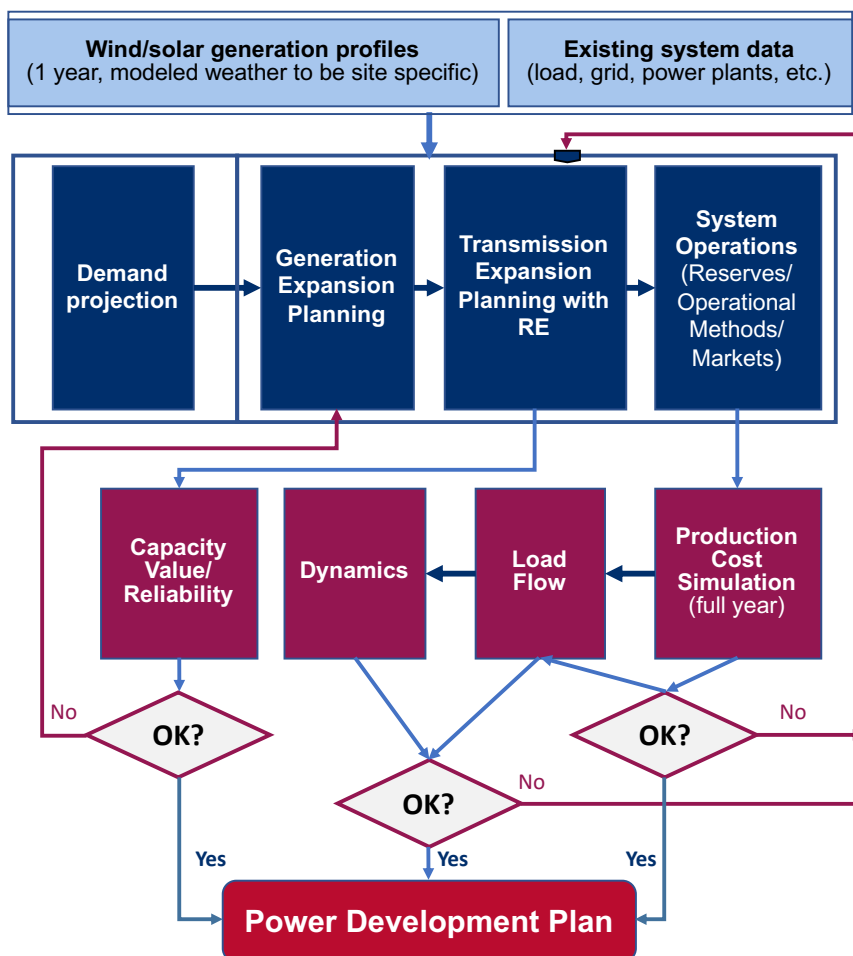 Wind/solar generation profiles
(1 year, modeled weather to be site specific)
Existing system data
(load, grid, power plants, etc.)
Demand
projection
Generation
Expansion
Planning
Transmission
Expansion
Planning with
RE
System
Operations
(Reserves/
Operational
Methods/
Markets)
Capacity
Value/
Reliability
Dynamics
Load
Flow
Production
Cost
Simulation
(full year)
No
OK?
OK?
No
OK?
No
Yes
Yes
Yes
Power Development Plan